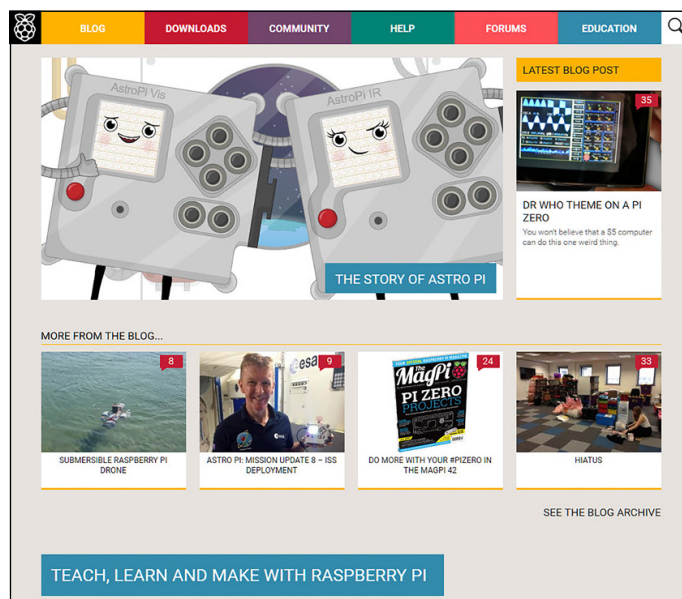 BLOG DOWNLOADS COMMUNITY HELP FORUMS EDUCATION
AstroPi Vis
AstroPi IR
THE STORY OF ASTRO PI
LATEST BLOG POST
35
DR WHO THEME ON A PI
ZERO
You won't believe that a $5 computer
can do this one weird thing.
MORE FROM THE BLOG...
8
SUBMERSIBLE RASPBERRY PI
DRONE
9
esa
ASTRO PI: MISSION UPDATE 8 – ISS
DEPLOYMENT
24
The
MagPi
PI ZERO
PROJECTS
DO MORE WITH YOUR #PIZERO IN
THE MAGPI 42
33
HIATUS
SEE THE BLOG ARCHIVE
TEACH, LEARN AND MAKE WITH RASPBERRY PI